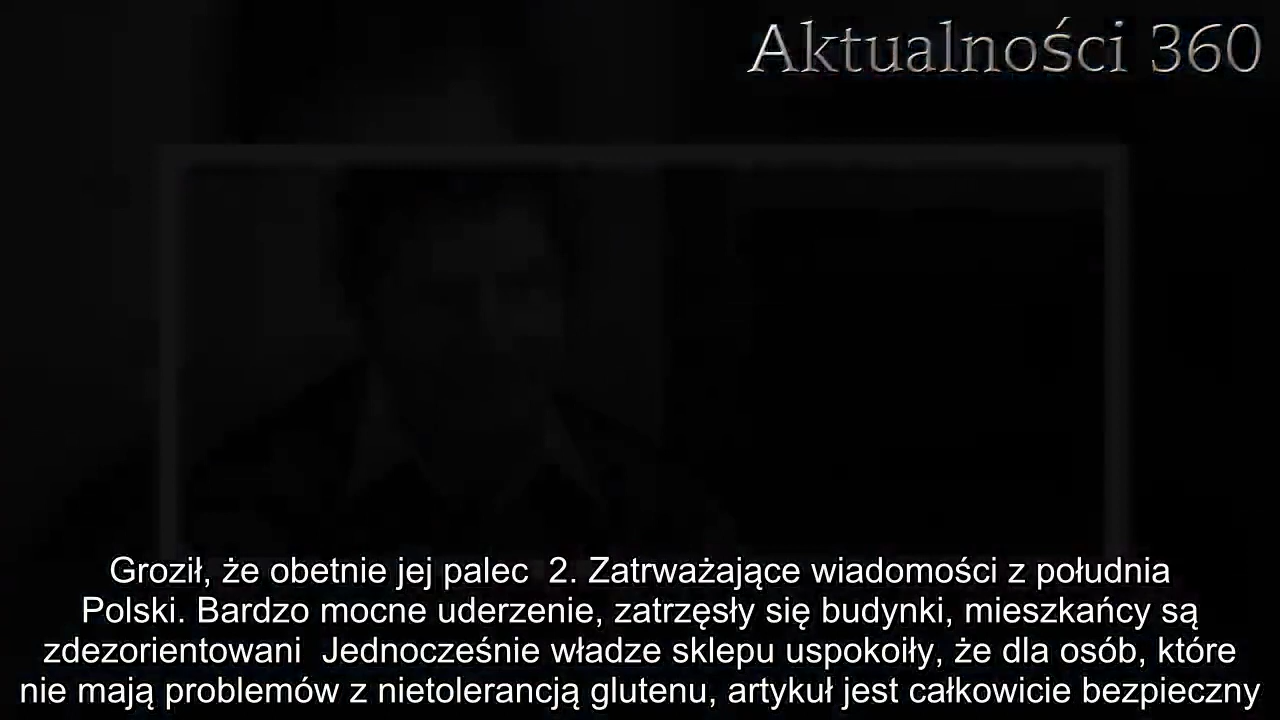 Aktualności 360
Groził, że obetnie jej palec  2. Zatrważające wiadomości z południa
Polski. Bardzo mocne uderzenie, zatrzęsły się budynki, mieszkańcy są
zdezorientowani  Jednocześnie władze sklepu uspokoiły, że dla osób, które
nie mają problemów z nietolerancją glutenu, artykuł jest całkowicie bezpieczny